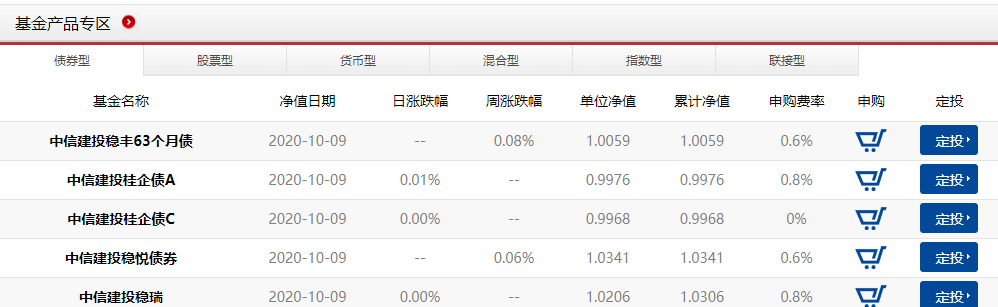 基金产品专区
债券型 股票型 货币型 混合型 指数型 联接型
基金名称 净值日期 日涨跌幅 周涨跌幅 单位净值 累计净值 申购费率 申购 定投
中信建投稳丰63个月债 2020-10-09 -- 0.08% 1.0059 1.0059 0.6% 定投
中信建投桂企债A 2020-10-09 0.01% -- 0.9976 0.9976 0.8% 定投
中信建投桂企债C 2020-10-09 0.00% -- 0.9968 0.9968 0% 定投
中信建投稳悦债券 2020-10-09 -- 0.06% 1.0341 1.0341 0.6% 定投
中信建投稳瑞 2020-10-09 0.00% -- 1.0206 1.0306 0.8% 定投